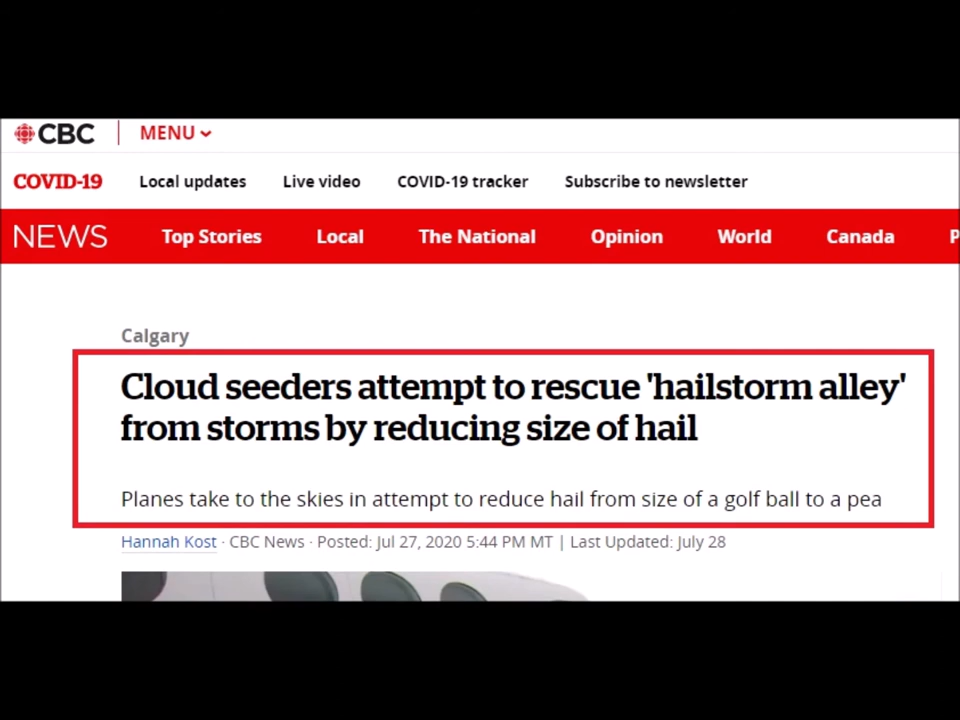 CBC MENU
COVID-19 Local updates Live video COVID-19 tracker Subscribe to newsletter
NEWS Top Stories Local The National Opinion World Canada P
Calgary
Cloud seeders attempt to rescue 'hailstorm alley'
from storms by reducing size of hail
Planes take to the skies in attempt to reduce hail from size of a golf ball to a pea
Hannah Kost · CBC News · Posted: Jul 27, 2020 5:44 PM MT | Last Updated: July 28